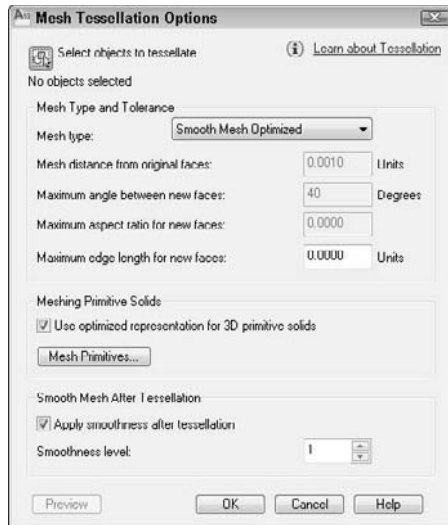 Mesh Tessellation Options
Select objects to tessellate
Learn about Tessellation
No objects selected
Mesh Type and Tolerance
Mesh type: Smooth Mesh Optimized
Mesh distance from original faces: 0.0010 Units
Maximum angle between new faces: 40 Degrees
Maximum aspect ratio for new faces: 0.0000
Maximum edge length for new faces: 0.0000 Units
Meshing Primitive Solids
Use optimized representation for 3D primitive solids
Mesh Primitives...
Smooth Mesh After Tessellation
Apply smoothness after tessellation
Smoothness level: 1
Preview OK Cancel Help